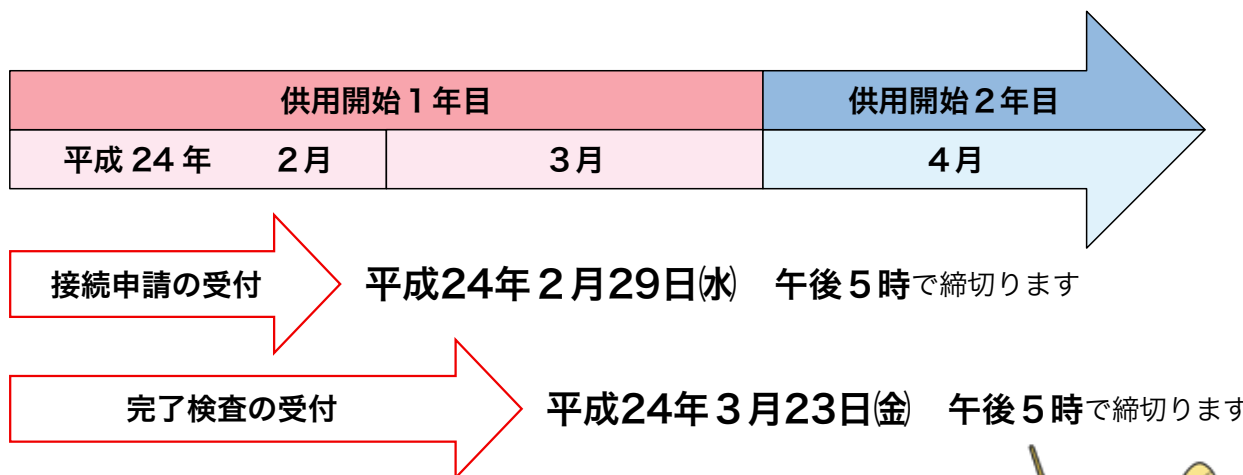 供用開始１年目 供用開始２年目
平成 24 年 ２月 ３月 ４月
接続申請の受付 平成24年２月29日㈬ 午後５時で締切ります
完了検査の受付 平成24年３月23日㈮ 午後５時で締切ります